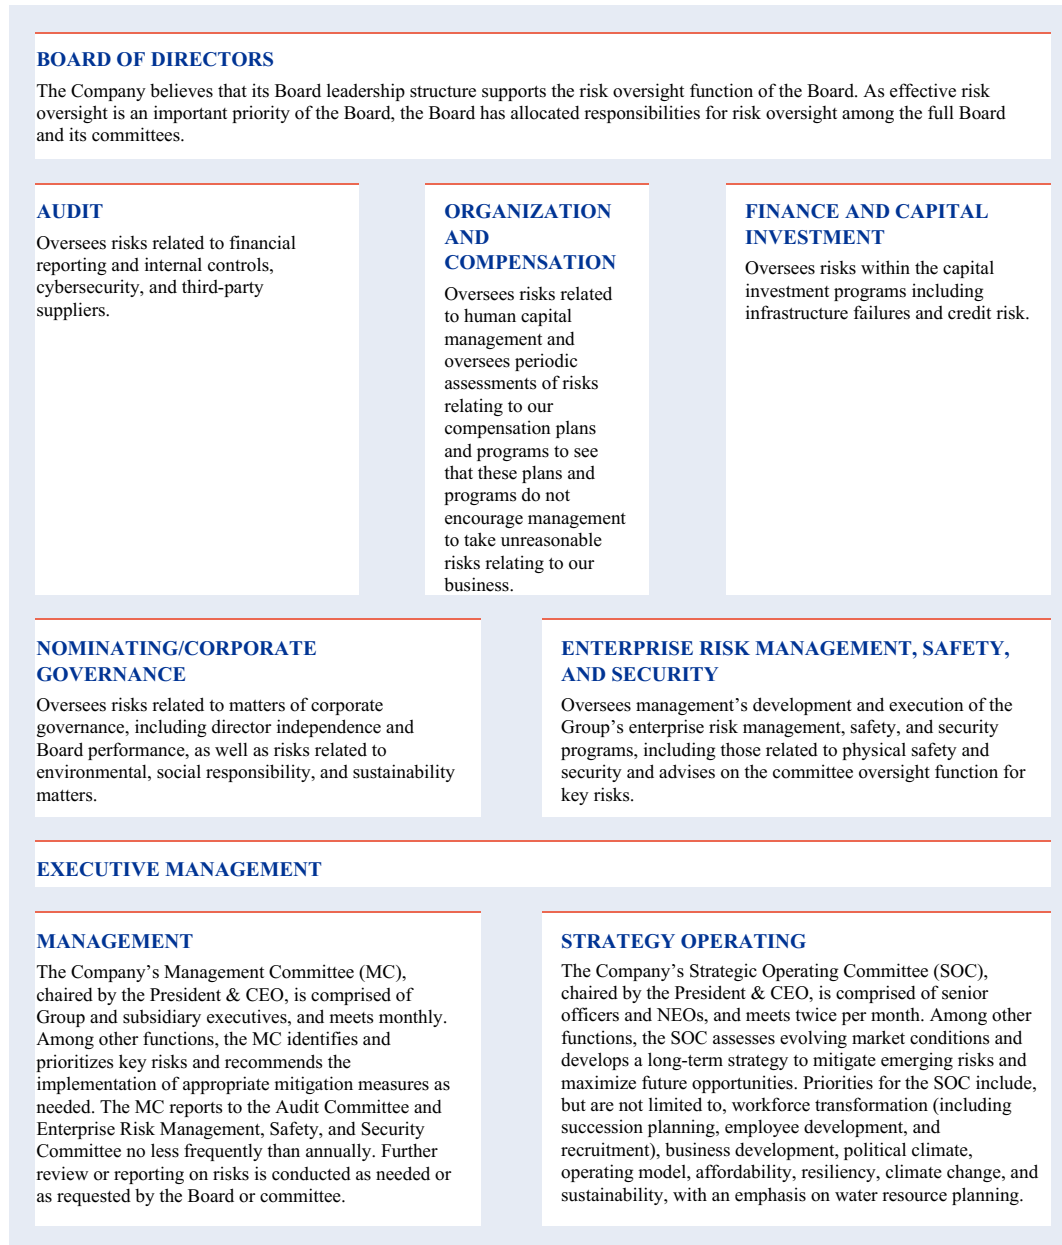 BOARD OF DIRECTORS
The Company believes that its Board leadership structure supports the risk oversight function of the Board. As effective risk
oversight is an important priority of the Board, the Board has allocated responsibilities for risk oversight among the full Board
and its committees.
AUDIT
Oversees risks related to financial
reporting and internal controls,
cybersecurity, and third-party
suppliers.
ORGANIZATION
AND
COMPENSATION
Oversees risks related
to human capital
management and
oversees periodic
assessments of risks
relating to our
compensation plans
and programs to see
that these plans and
programs do not
encourage management
to take unreasonable
risks relating to our
business.
FINANCE AND CAPITAL
INVESTMENT
Oversees risks within the capital
investment programs including
infrastructure failures and credit risk.
NOMINATING/CORPORATE
GOVERNANCE
Oversees risks related to matters of corporate
governance, including director independence and
Board performance, as well as risks related to
environmental, social responsibility, and sustainability
matters.
ENTERPRISE RISK MANAGEMENT, SAFETY,
AND SECURITY
Oversees management’s development and execution of the
Group’s enterprise risk management, safety, and security
programs, including those related to physical safety and
security and advises on the committee oversight function for
key risks.
EXECUTIVE MANAGEMENT
MANAGEMENT
The Company’s Management Committee (MC),
chaired by the President & CEO, is comprised of
Group and subsidiary executives, and meets monthly.
Among other functions, the MC identifies and
prioritizes key risks and recommends the
implementation of appropriate mitigation measures as
needed. The MC reports to the Audit Committee and
Enterprise Risk Management, Safety, and Security
Committee no less frequently than annually. Further
review or reporting on risks is conducted as needed or
as requested by the Board or committee.
STRATEGY OPERATING
The Company’s Strategic Operating Committee (SOC),
chaired by the President & CEO, is comprised of senior
officers and NEOs, and meets twice per month. Among other
functions, the SOC assesses evolving market conditions and
develops a long-term strategy to mitigate emerging risks and
maximize future opportunities. Priorities for the SOC include,
but are not limited to, workforce transformation (including
succession planning, employee development, and
recruitment), business development, political climate,
operating model, affordability, resiliency, climate change, and
sustainability, with an emphasis on water resource planning.